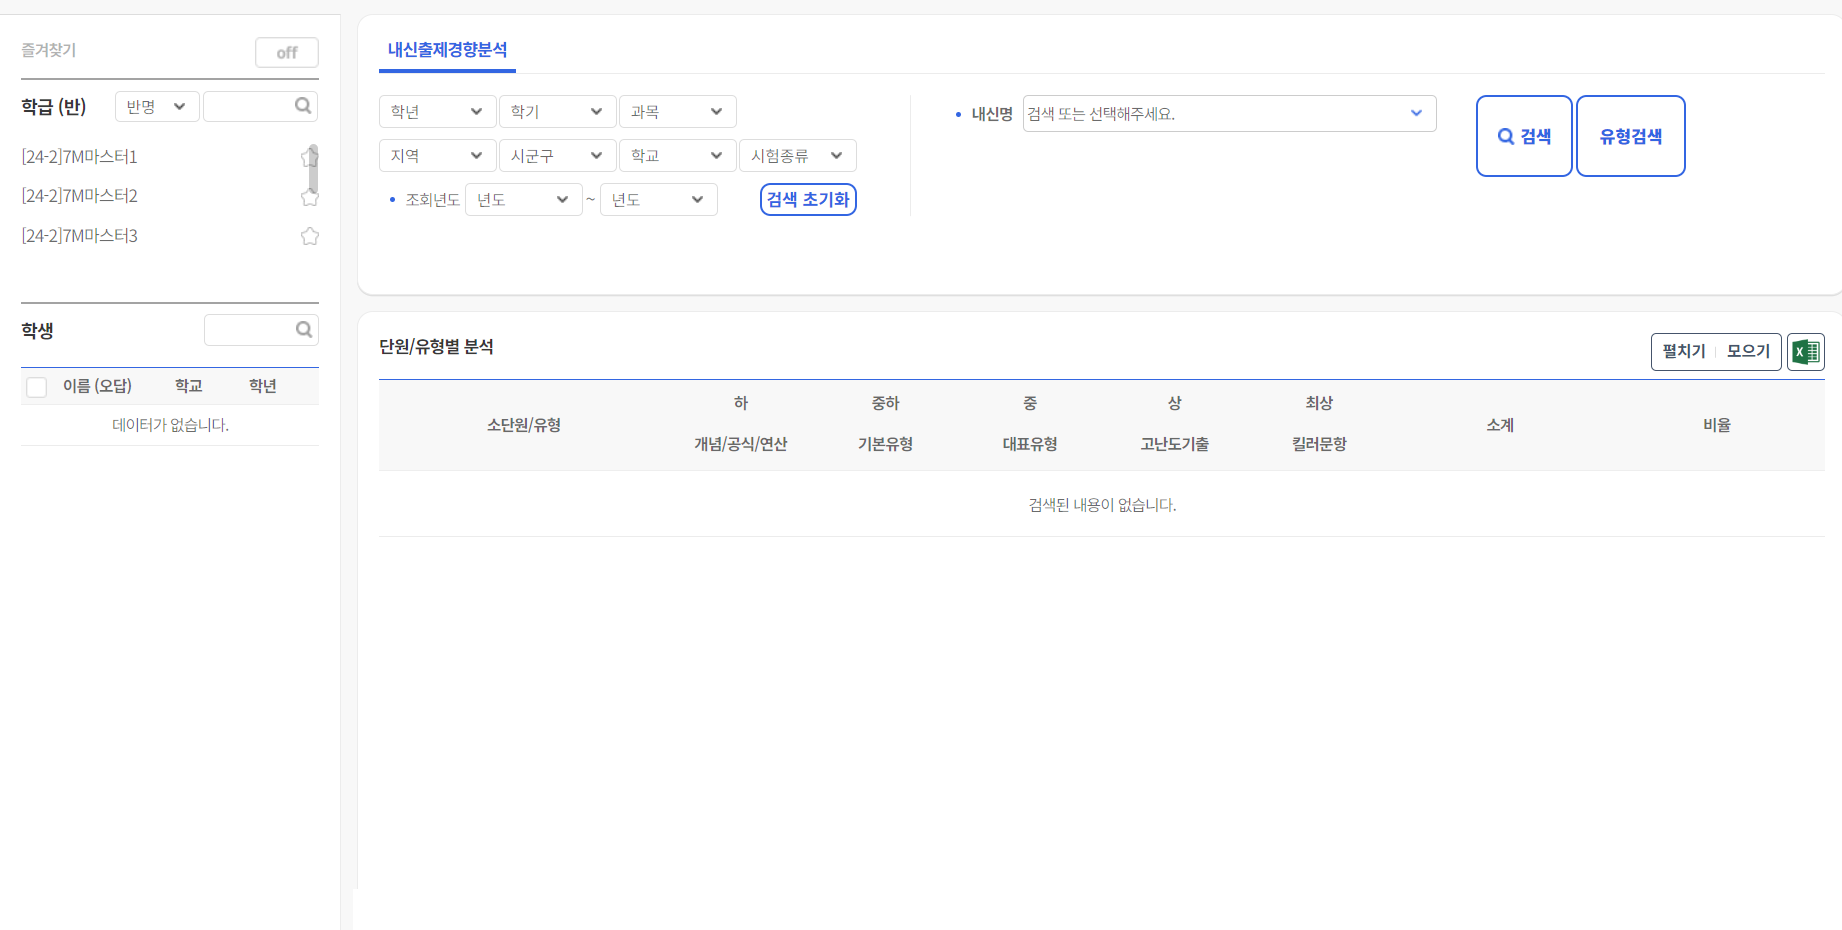 즐겨찾기
off
학급 (반)
반명
[24-2]7M마스터1
[24-2]7M마스터2
[24-2]7M마스터3
학생
이름 (오답) 학교 학년
데이터가 없습니다.
내신출제경향분석
학년 학기 과목
지역 시군구 학교 시험종류
• 조회년도 년도 ~ 년도 검색 초기화
• 내신명 검색 또는 선택해주세요.
검색
유형검색
단원/유형별 분석
펼치기 | 모으기
소단원/유형
하 중하 중 상 최상
개념/공식/연산 기본유형 대표유형 고난도기출 킬러문항
소계 비율
검색된 내용이 없습니다.